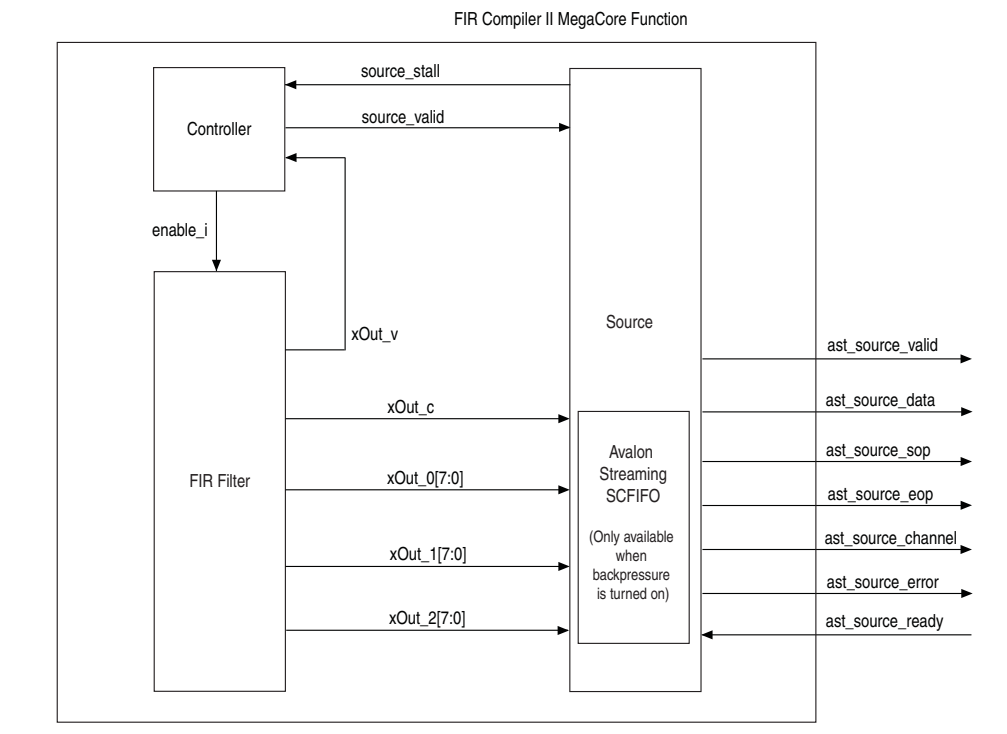 FIR Compiler II MegaCore Function
source_stall
Controller
source_valid
enable_i
xOut_v
Source
ast_source_valid
xOut_c
ast_source_data
FIR Filter
xOut_0[7:0]
Avalon
Streaming
SCFIFO
(Only available
when
backpressure
is turned on)
ast_source_sop
ast_source_eop
xOut_1[7:0]
ast_source_channel
ast_source_error
xOut_2[7:0]
ast_source_ready